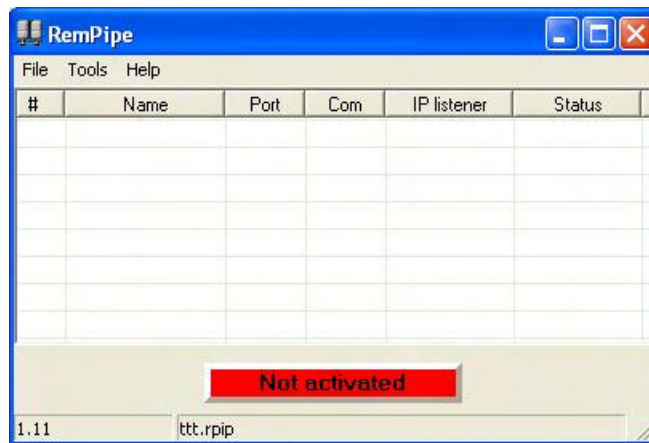 RemPipe
File Tools Help
# Name Port Com IP listener Status
Not activated
1.11 ttt.rpip